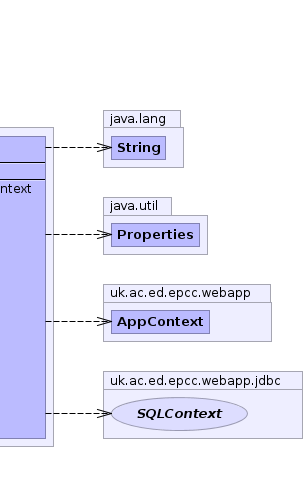 java.lang
String
ntext
java.util
Properties
uk.ac.ed.epcc.webapp
AppContext
uk.ac.ed.epcc.webapp.jdbc
SQLContext